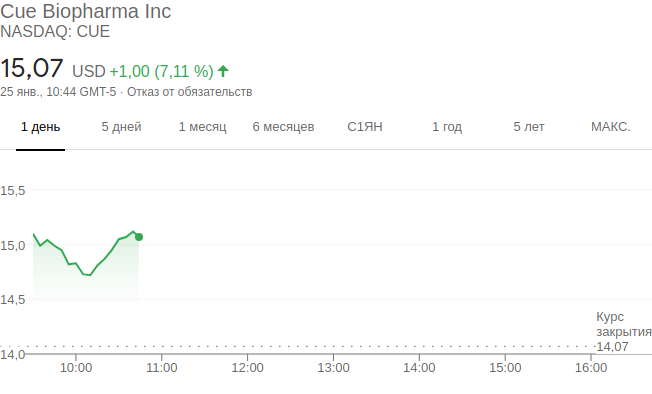 Cue Biopharma Inc
NASDAQ: CUE
15,07 USD +1,00 (7,11 %)
25 янв., 10:44 GMT-5 · Отказ от обязательств
1 день 5 дней 1 месяц 6 месяцев С1ЯН 1 год 5 лет МАКС.
15,5
15,0
14,5
Курс
закрытия
14,07
14,0
10:00 11:00 12:00 13:00 14:00 15:00 16:00